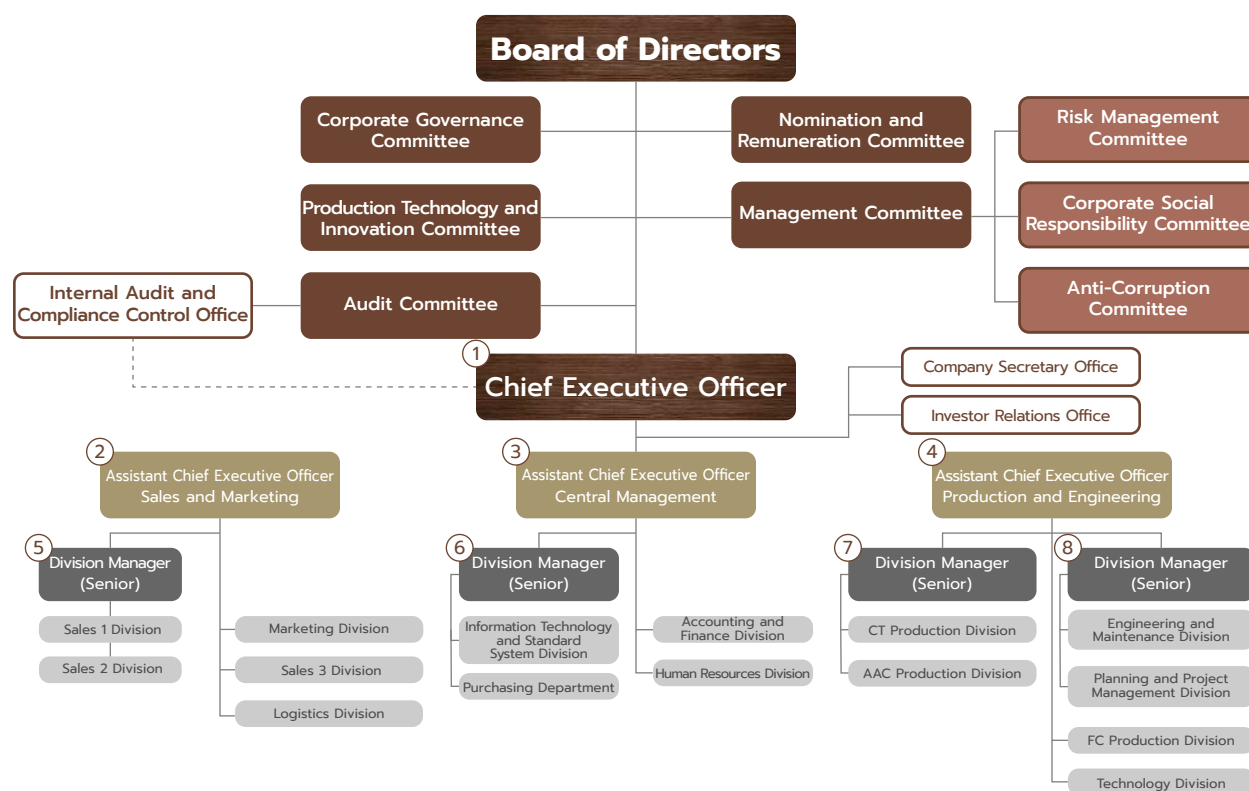 Board of Directors
Corporate Governance
Committee
Nomination and
Remuneration Committee
Risk Management
Committee
Production Technology and
Innovation Committee
Management Committee
Corporate Social
Responsibility Committee
Internal Audit and
Compliance Control Office
Audit Committee
Anti-Corruption
Committee
1
Chief Executive Officer
Company Secretary Office
Investor Relations Office
2
Assistant Chief Executive Officer
Sales and Marketing
3
Assistant Chief Executive Officer
Central Management
4
Assistant Chief Executive Officer
Production and Engineering
5
Division Manager
(Senior)
6
Division Manager
(Senior)
7
Division Manager
(Senior)
8
Division Manager
(Senior)
Sales 1 Division
Sales 2 Division
Marketing Division
Sales 3 Division
Logistics Division
Information Technology
and Standard
System Division
Purchasing Department
Accounting and
Finance Division
Human Resources Division
CT Production Division
AAC Production Division
Engineering and
Maintenance Division
Planning and Project
Management Division
FC Production Division
Technology Division